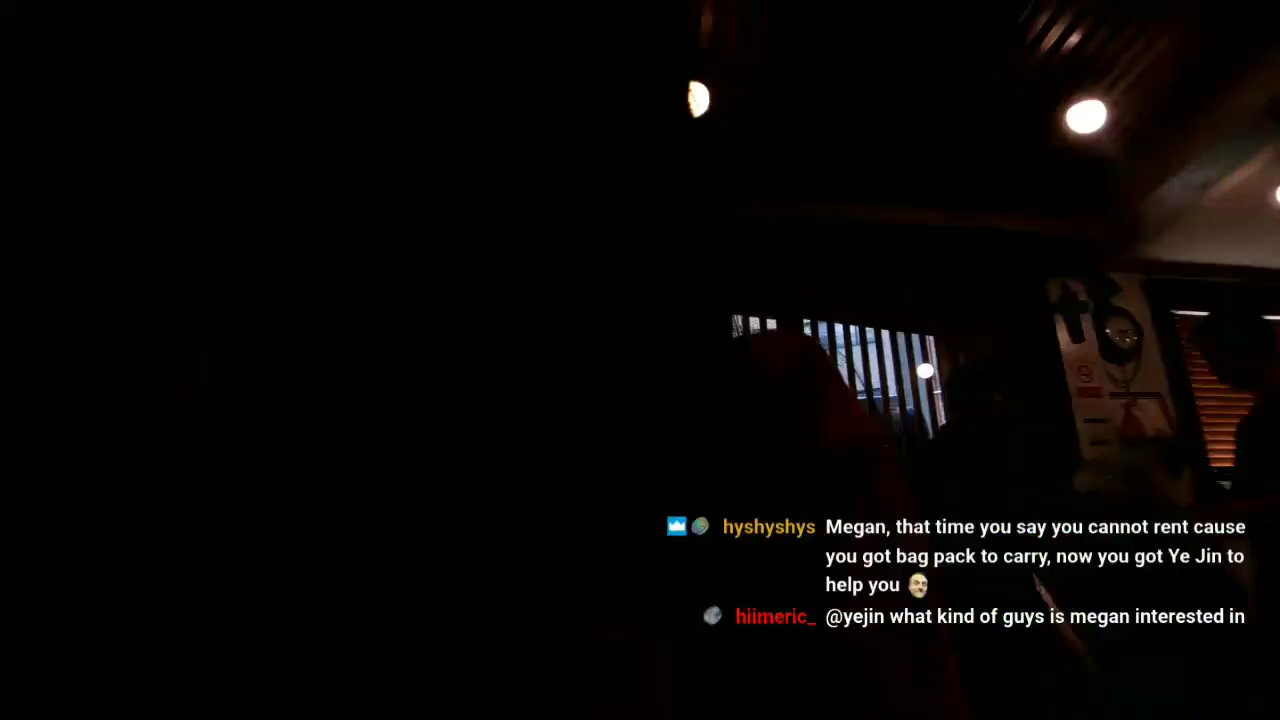 hyshyshys Megan, that time you say you cannot rent cause
you got bag pack to carry, now you got Ye Jin to
help you
hiimeric_ @yejin what kind of guys is megan interested in